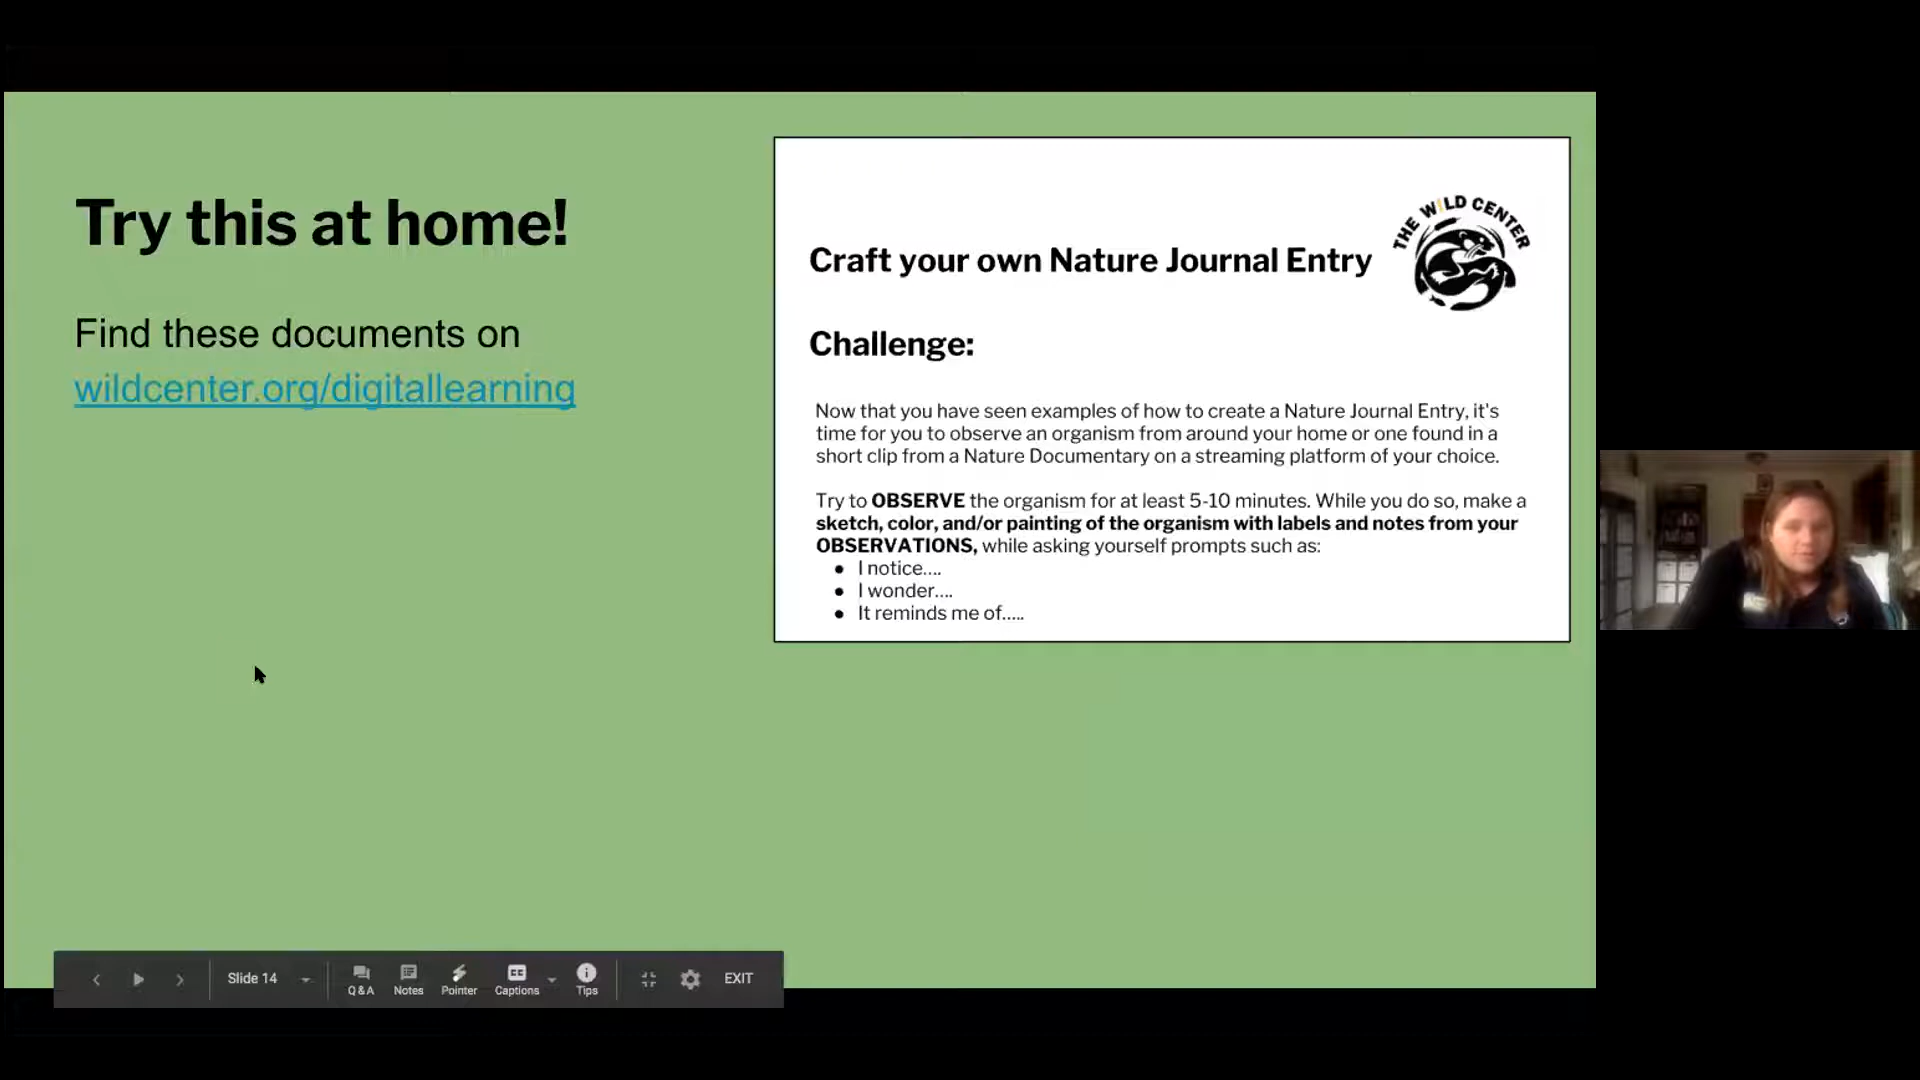 Try this at home!
Find these documents on
wildcenter.org/digitallearning
THE WILD CENTER
Craft your own Nature Journal Entry
Challenge:
Now that you have seen examples of how to create a Nature Journal Entry, it's
time for you to observe an organism from around your home or one found in a
short clip from a Nature Documentary on a streaming platform of your choice.
Try to OBSERVE the organism for at least 5-10 minutes. While you do so, make a
sketch, color, and/or painting of the organism with labels and notes from your
OBSERVATIONS, while asking yourself prompts such as:
● I notice....
● I wonder....
● It reminds me of.....
Slide 14
Q&A
Notes
Pointer
CC
Captions
Tips
EXIT